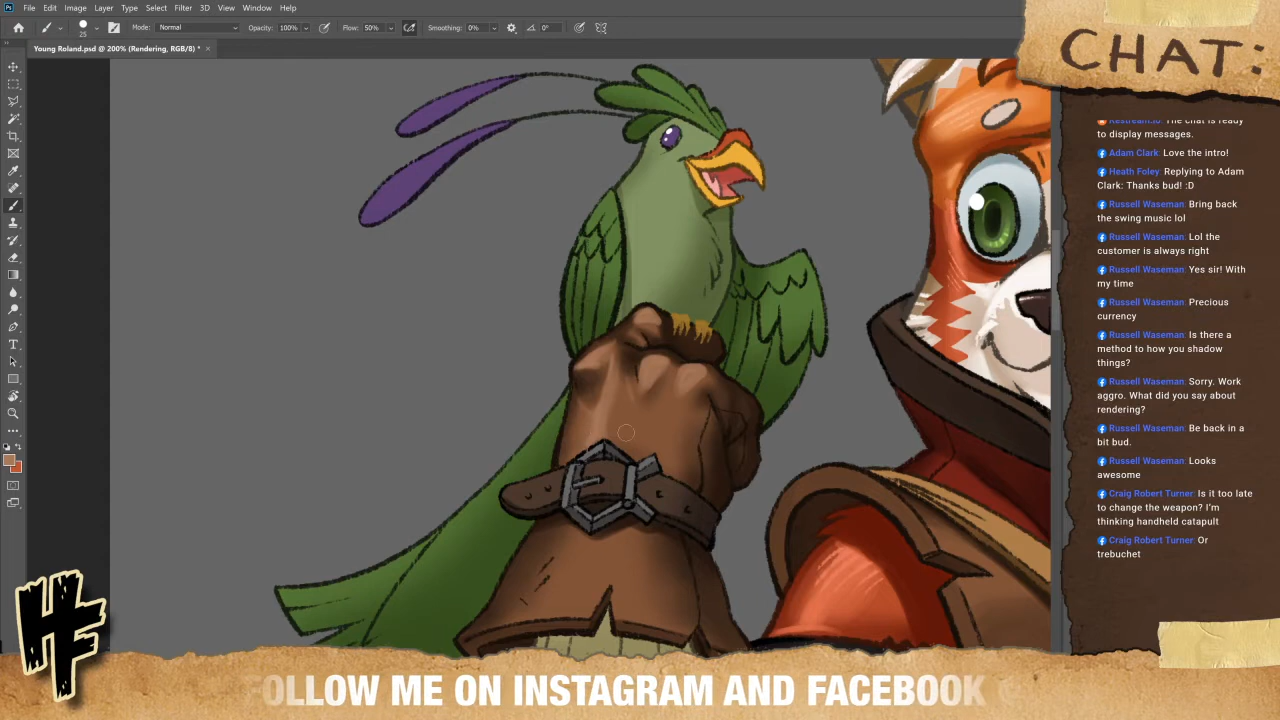 File Edit Image Layer Type Select Filter 3D View Window Help
25 Mode: Normal Opacity: 100% Flow: 50% Smoothing: 0% 0°
Young Roland.psd @ 200% (Rendering, RGB/8) *
CHAT:
Restream.io: The chat is ready
to display messages.
Adam Clark: Love the intro!
Heath Foley: Replying to Adam
Clark: Thanks bud! :D
Russell Waseman: Bring back
the swing music lol
Russell Waseman: Lol the
customer is always right
Russell Waseman: Yes sir! With
my time
Russell Waseman: Precious
currency
Russell Waseman: Is there a
method to how you shadow
things?
Russell Waseman: Sorry. Work
aggro. What did you say about
rendering?
Russell Waseman: Be back in a
bit bud.
Russell Waseman: Looks
awesome
Craig Robert Turner: Is it too late
to change the weapon? I'm
thinking handheld catapult
Craig Robert Turner: Or
trebuchet
HF
FOLLOW ME ON INSTAGRAM AND FACEBOOK